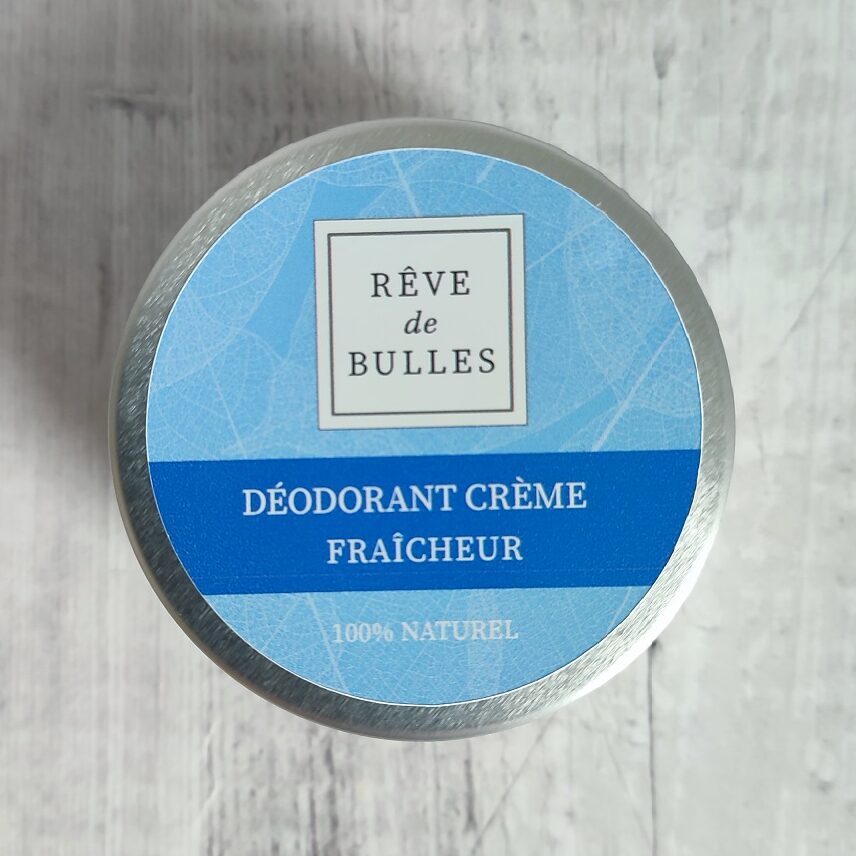 RÊVE
de
BULLES
DÉODORANT CRÈME
FRAÎCHEUR
100% NATUREL